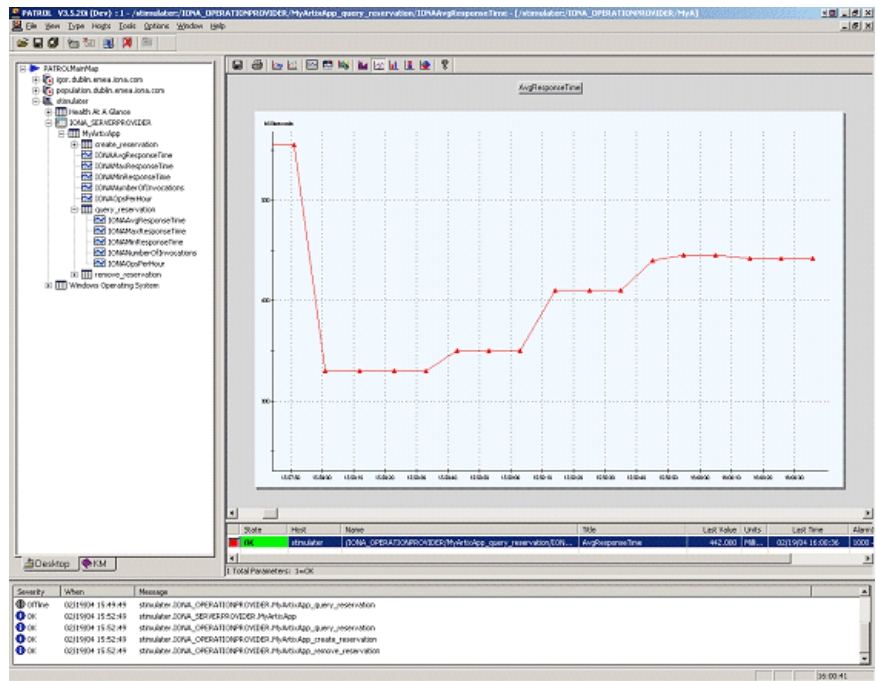 PATROL V3.5.20i (Dev) : 1 - /stimulater:/IONA_OPERATIONPROVIDER/MyArtixApp_query_reservation/IONAAvgResponseTime - [/stimulater:/IONA_OPERATIONPROVIDER/MyA]
File View Type Hosts Tools Options Window Help
PATROLMainMap
igor.dublin.emea.iona.com
population.dublin.emea.iona.com
stimulater
Health At A Glance
IONA_SERVERPROVIDER
MyArtixApp
create_reservation
IONAAvgResponseTime
IONAMaxResponseTime
IONAMinResponseTime
IONANumberOfInvocations
IONAOpsPerHour
query_reservation
IONAAvgResponseTime
IONAMaxResponseTime
IONAMinResponseTime
IONANumberOfInvocations
IONAOpsPerHour
remove_reservation
Windows Operating System
Desktop KM
AvgResponseTime
Milliseconds
State Host Name Title Last Value Units Last Time
OK stimulater /IONA_OPERATIONPROVIDER/MyArtixApp_query_reservation/ION... AvgResponseTime 442.000 Mill... 02/19/04 16:00:36 1000 -
1 Total Parameters: 1=OK
Severity When Message
Offline 02/19/04 15:49:49 stimulater.IONA_OPERATIONPROVIDER.MyArtixApp_query_reservation
OK 02/19/04 15:52:49 stimulater.IONA_SERVERPROVIDER.MyArtixApp
OK 02/19/04 15:52:49 stimulater.IONA_OPERATIONPROVIDER.MyArtixApp_query_reservation
OK 02/19/04 15:52:49 stimulater.IONA_OPERATIONPROVIDER.MyArtixApp_create_reservation
OK 02/19/04 15:52:49 stimulater.IONA_OPERATIONPROVIDER.MyArtixApp_remove_reservation
16:00:41